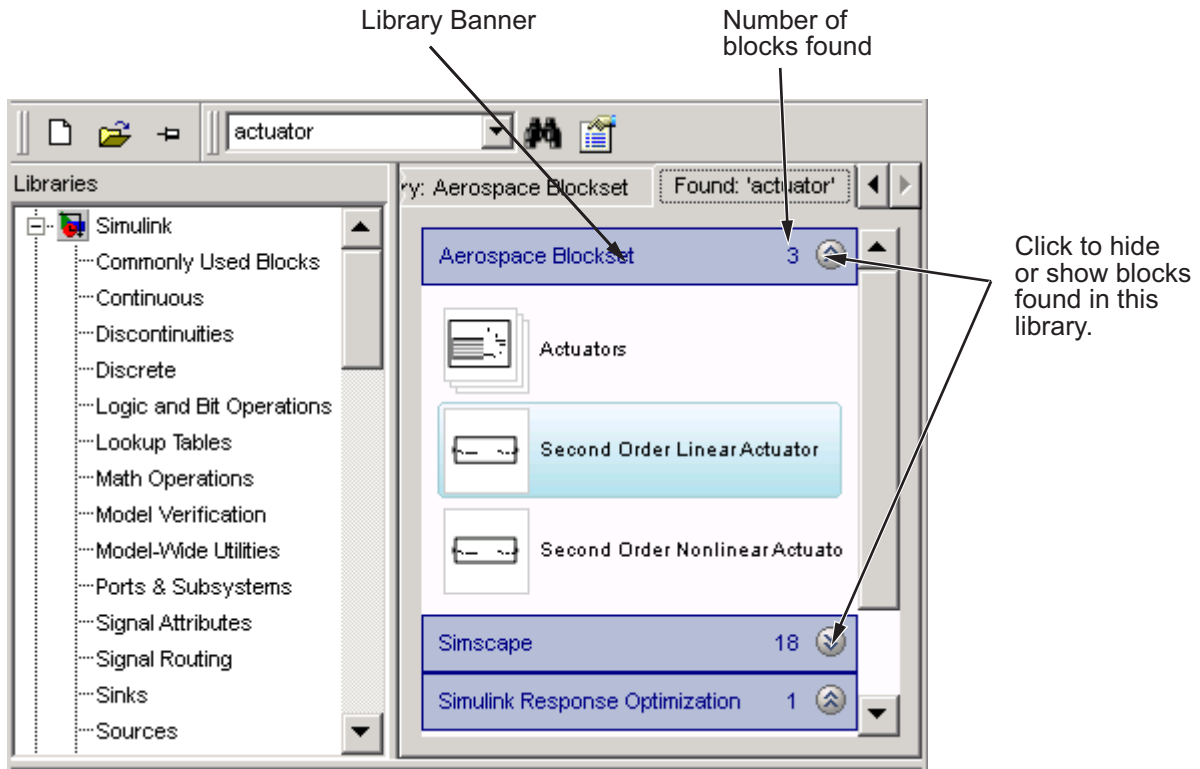 Library Banner
Number of
blocks found
actuator
Libraries
ry: Aerospace Blockset
Found: 'actuator'
Simulink
Commonly Used Blocks
Continuous
Discontinuities
Discrete
Logic and Bit Operations
Lookup Tables
Math Operations
Model Verification
Model-Wide Utilities
Ports & Subsystems
Signal Attributes
Signal Routing
Sinks
Sources
Aerospace Blockset 3
Actuators
Second Order Linear Actuator
Second Order Nonlinear Actuato
Simscape 18
Simulink Response Optimization 1
Click to hide
or show blocks
found in this
library.